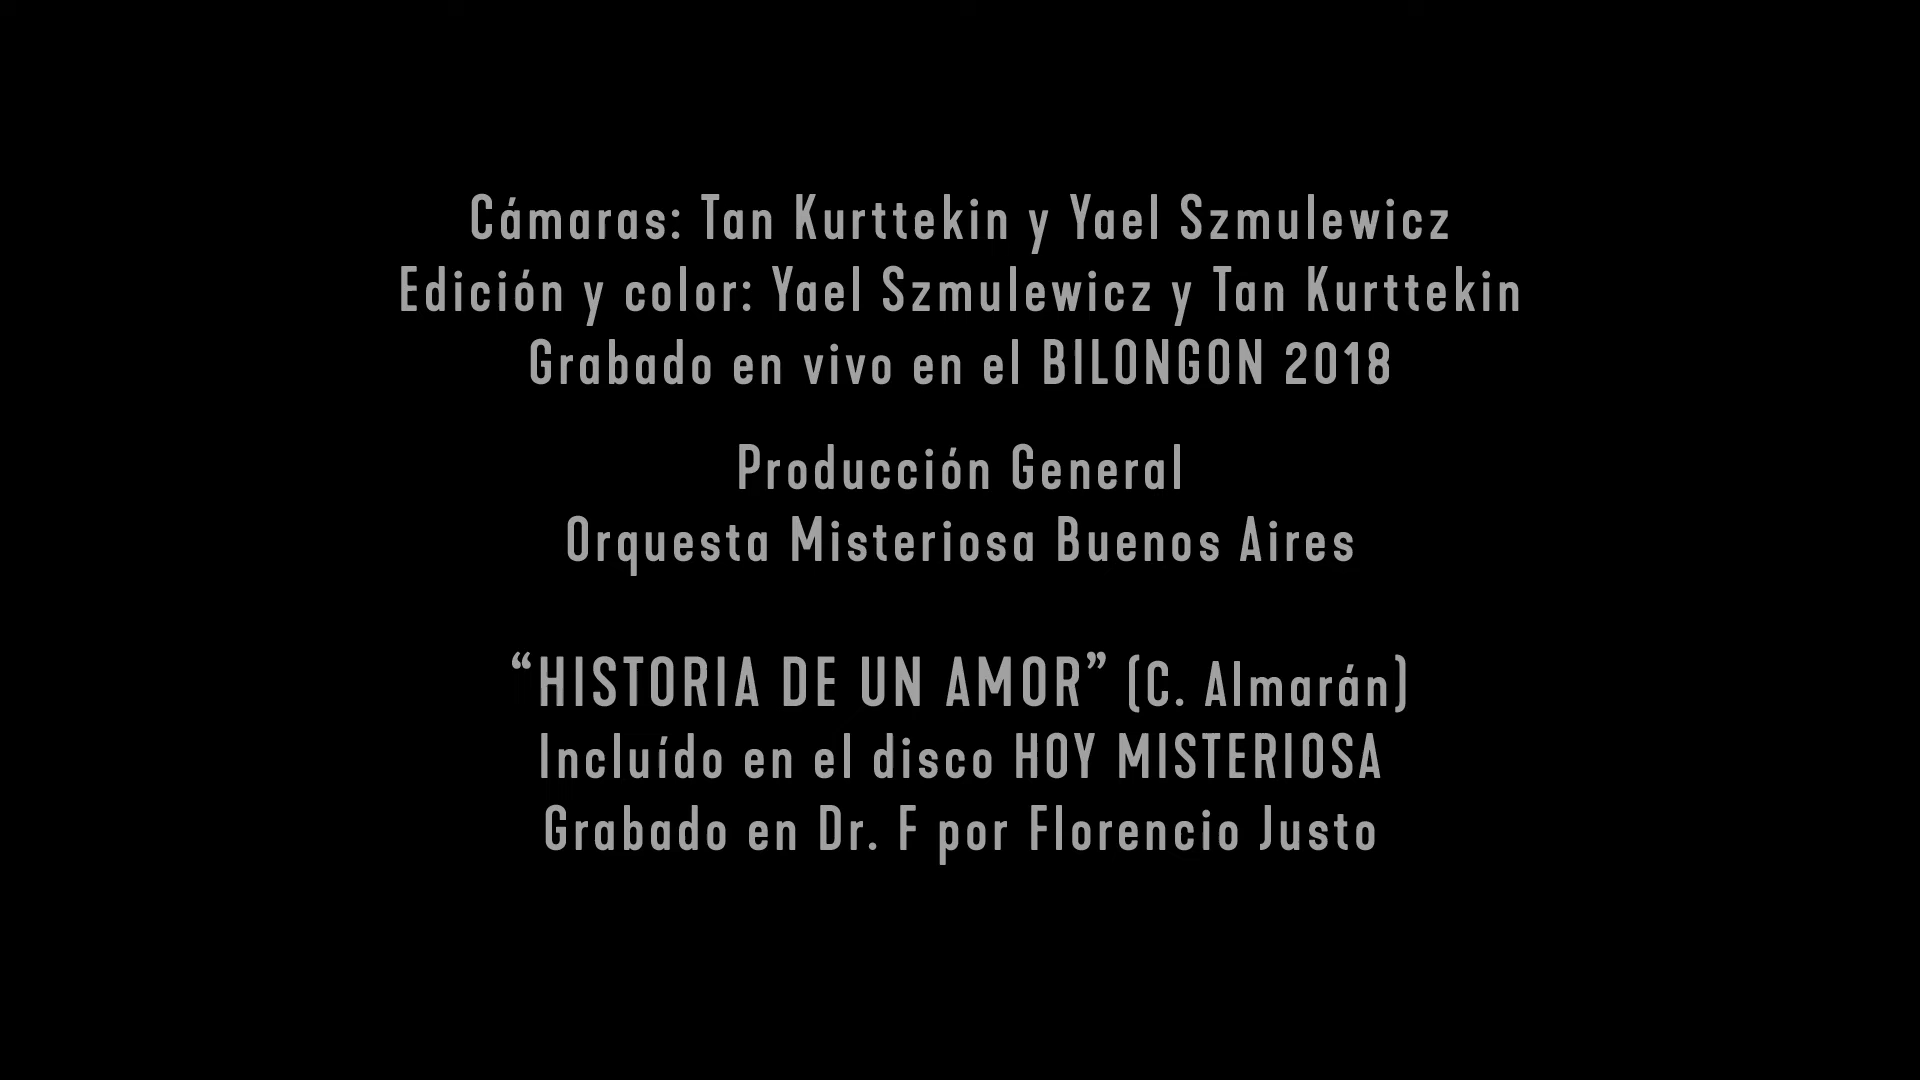 Cámaras: Tan Kurttekin y Yael Szmulewicz
Edición y color: Yael Szmulewicz y Tan Kurttekin
Grabado en vivo en el BILONGON 2018
Producción General
Orquesta Misteriosa Buenos Aires
“HISTORIA DE UN AMOR” (C. Almarán)
Incluído en el disco HOY MISTERIOSA
Grabado en Dr. F por Florencio Justo